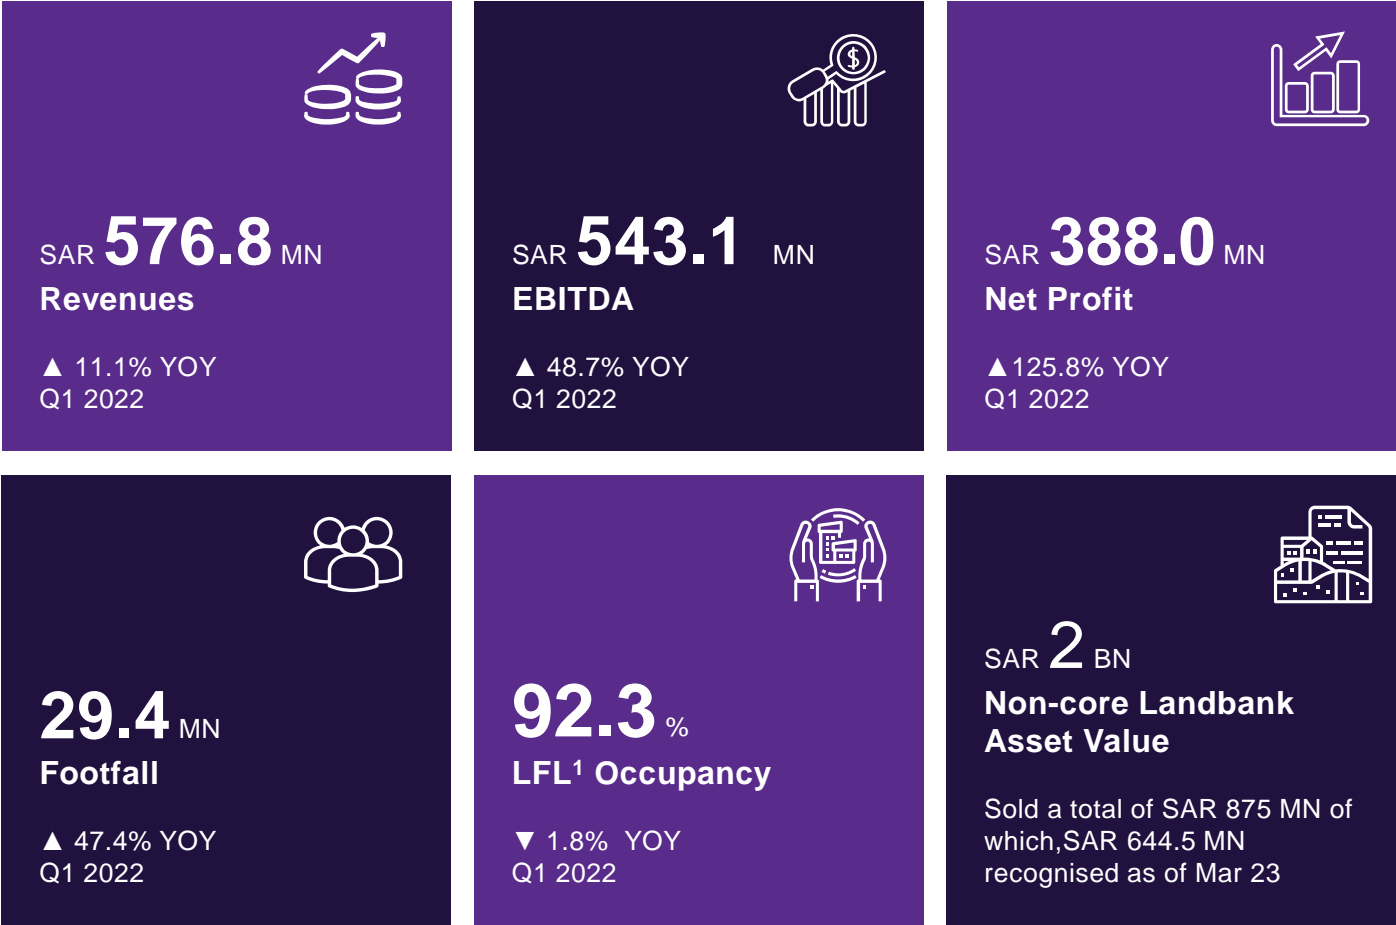 SAR 576.8 MN
Revenues
▲ 11.1% YOY
Q1 2022
SAR 543.1 MN
EBITDA
▲ 48.7% YOY
Q1 2022
SAR 388.0 MN
Net Profit
▲125.8% YOY
Q1 2022
29.4 MN
Footfall
▲ 47.4% YOY
Q1 2022
92.3 %
LFL¹ Occupancy
▼ 1.8% YOY
Q1 2022
SAR 2 BN
Non-core Landbank
Asset Value
Sold a total of SAR 875 MN of
which,SAR 644.5 MN
recognised as of Mar 23